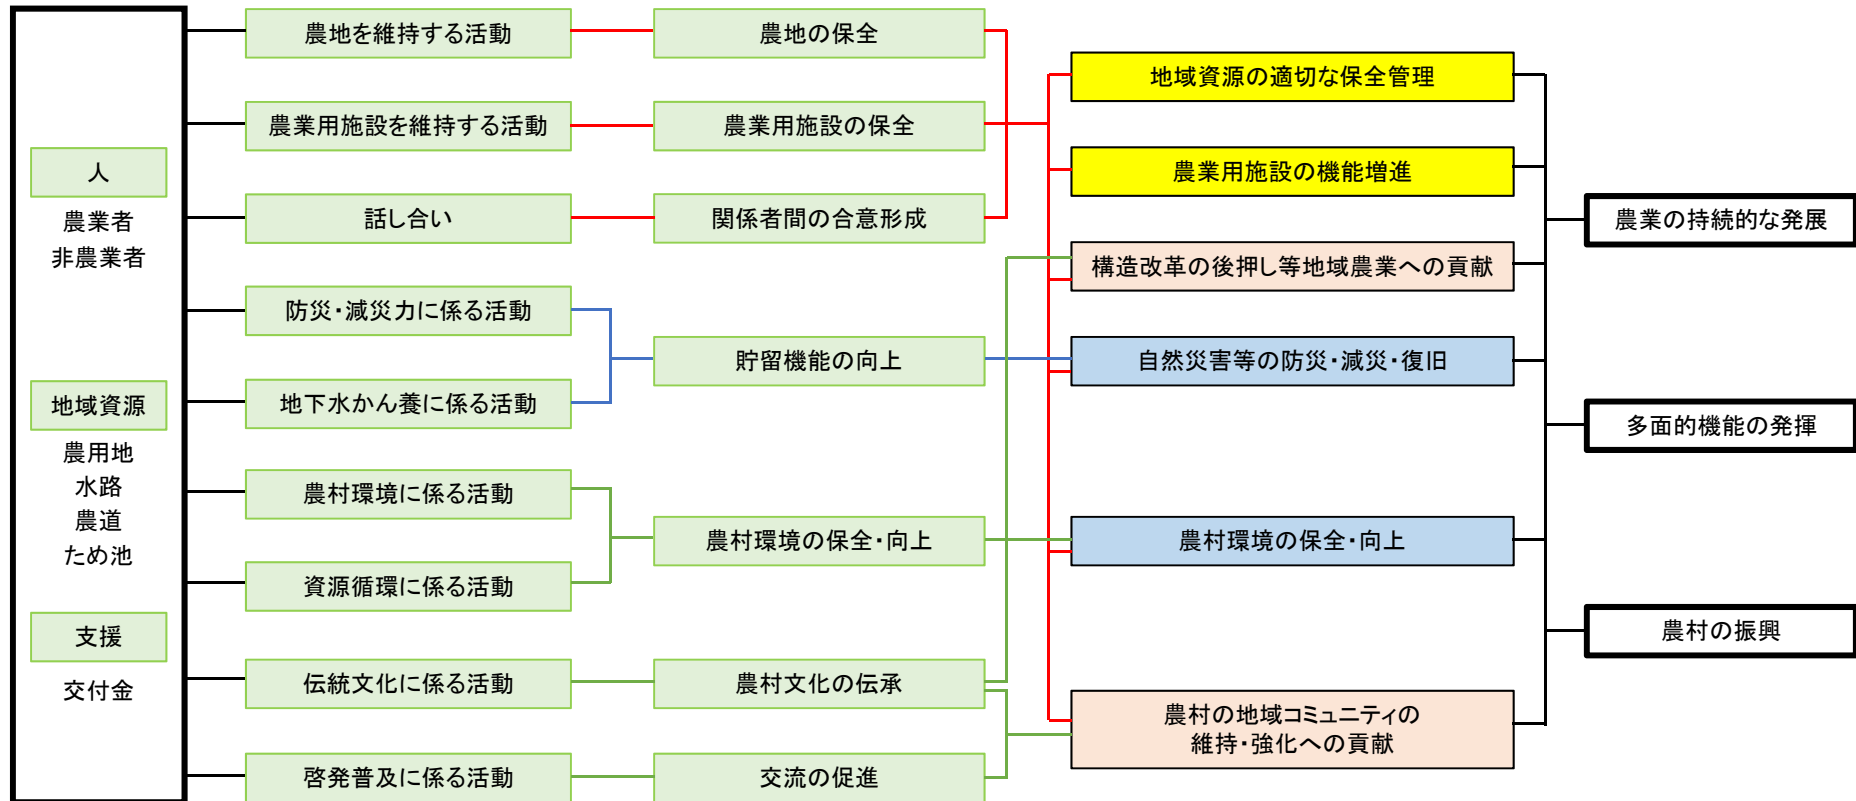 人
農業者
非農業者
地域資源
農用地
水路
農道
ため池
支援
交付金
農地を維持する活動
農業用施設を維持する活動
話し合い
防災・減災力に係る活動
地下水かん養に係る活動
農村環境に係る活動
資源循環に係る活動
伝統文化に係る活動
啓発普及に係る活動
農地の保全
農業用施設の保全
関係者間の合意形成
貯留機能の向上
農村環境の保全・向上
農村文化の伝承
交流の促進
地域資源の適切な保全管理
農業用施設の機能増進
構造改革の後押し等地域農業への貢献
自然災害等の防災・減災・復旧
農村環境の保全・向上
農村の地域コミュニティの
維持・強化への貢献
農業の持続的な発展
多面的機能の発揮
農村の振興